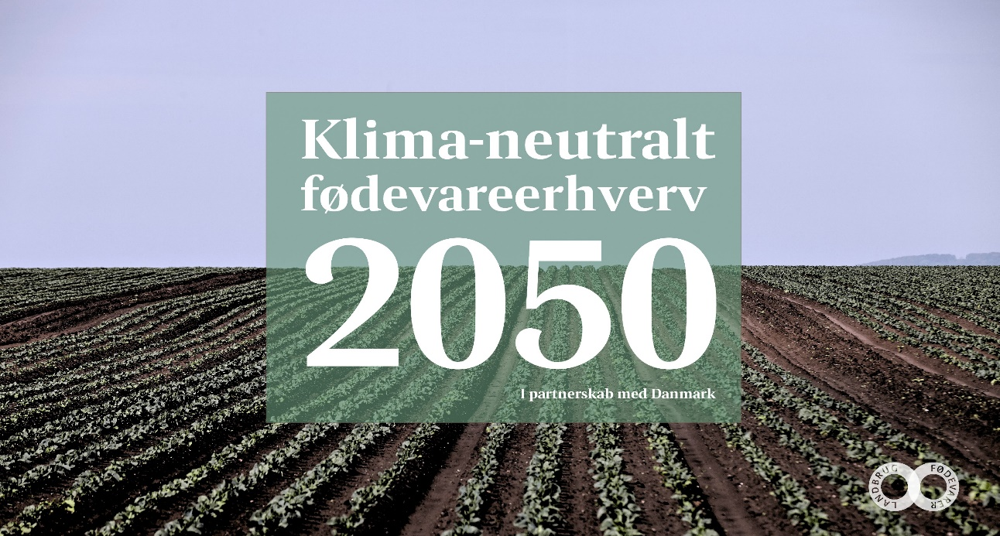 Klima-neutralt
fødevareerhverv
2050
I partnerskab med Danmark
LANDBRUG FØDEVARER